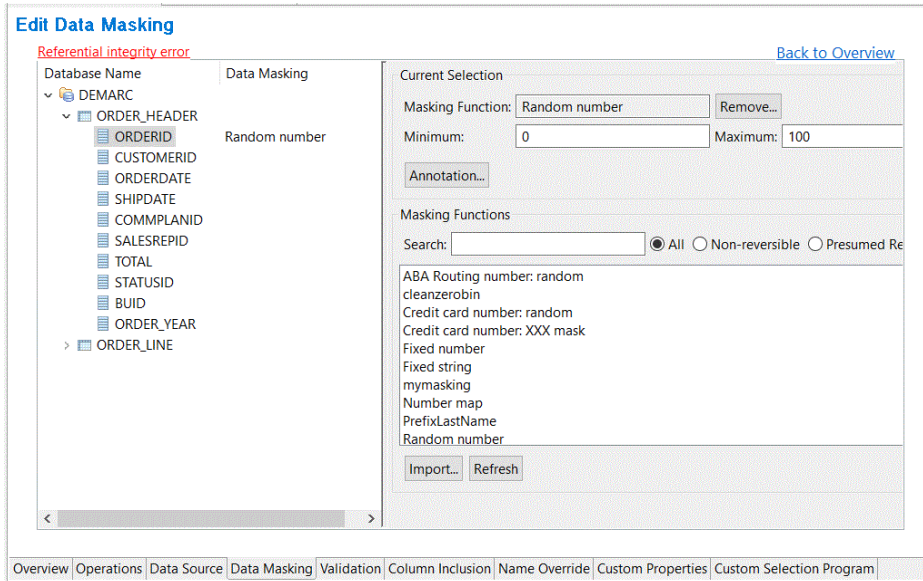 Edit Data Masking
Referential integrity error
Back to Overview
Database Name Data Masking
DEMARC
ORDER_HEADER
ORDERID Random number
CUSTOMERID
ORDERDATE
SHIPDATE
COMMPLANID
SALESREPID
TOTAL
STATUSID
BUID
ORDER_YEAR
ORDER_LINE
Current Selection
Masking Function: Random number Remove...
Minimum: 0 Maximum: 100
Annotation...
Masking Functions
Search: All Non-reversible Presumed Re
ABA Routing number: random
cleanzerobin
Credit card number: random
Credit card number: XXX mask
Fixed number
Fixed string
mymasking
Number map
PrefixLastName
Random number
Import... Refresh
Overview Operations Data Source Data Masking Validation Column Inclusion Name Override Custom Properties Custom Selection Program